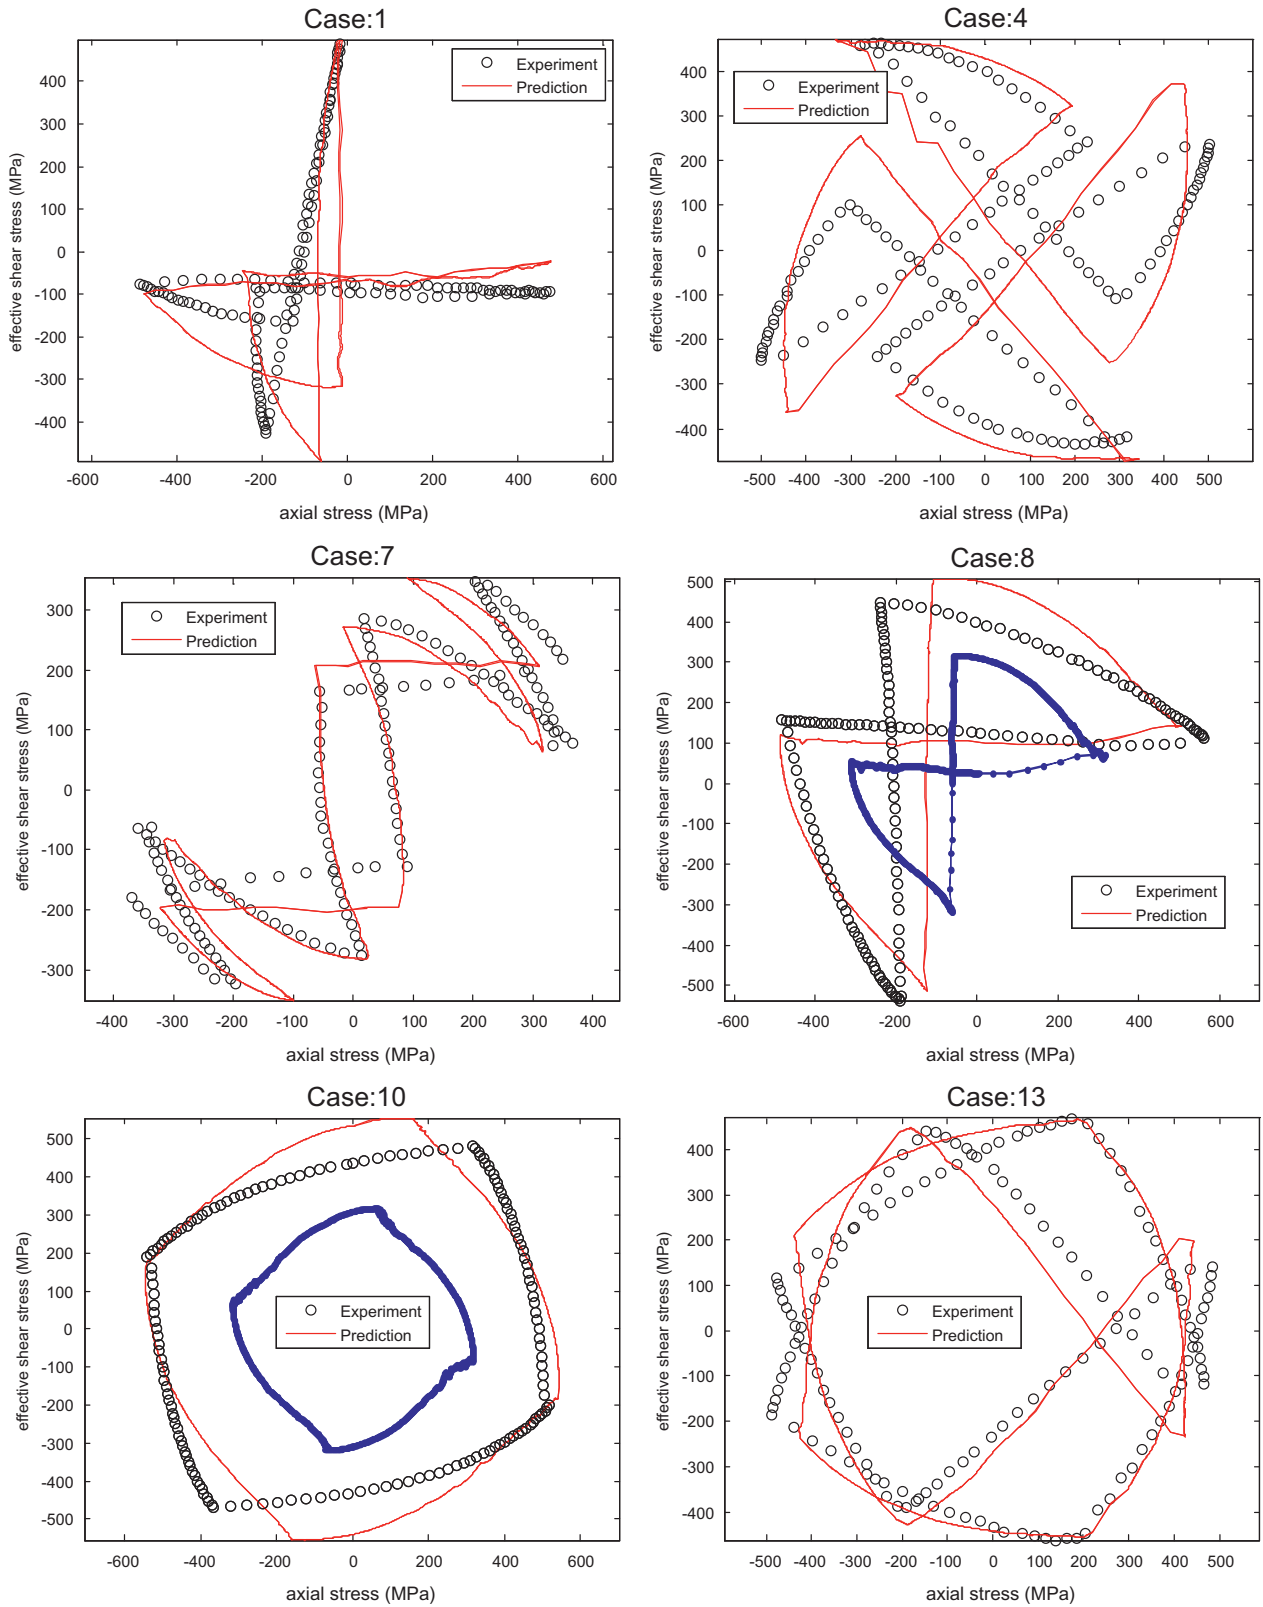 Case:1
Case:4
400
300
200
100
0
-100
-200
-300
-400
effective shear stress (MPa)
Experiment
Prediction
-600 -400 -200 0 200 400 600
axial stress (MPa)
400
300
200
100
0
-100
-200
-300
-400
effective shear stress (MPa)
Experiment
Prediction
-500 -400 -300 -200 -100 0 100 200 300 400 500
axial stress (MPa)
Case:7
Case:8
300
200
100
0
-100
-200
-300
effective shear stress (MPa)
Experiment
Prediction
-400 -300 -200 -100 0 100 200 300 400
axial stress (MPa)
500
400
300
200
100
0
-100
-200
-300
-400
-500
effective shear stress (MPa)
Experiment
Prediction
-600 -400 -200 0 200 400 600
axial stress (MPa)
Case:10
Case:13
500
400
300
200
100
0
-100
-200
-300
-400
-500
effective shear stress (MPa)
Experiment
Prediction
-600 -400 -200 0 200 400 600
axial stress (MPa)
400
300
200
100
0
-100
-200
-300
-400
effective shear stress (MPa)
Experiment
Prediction
-500 -400 -300 -200 -100 0 100 200 300 400 500
axial stress (MPa)